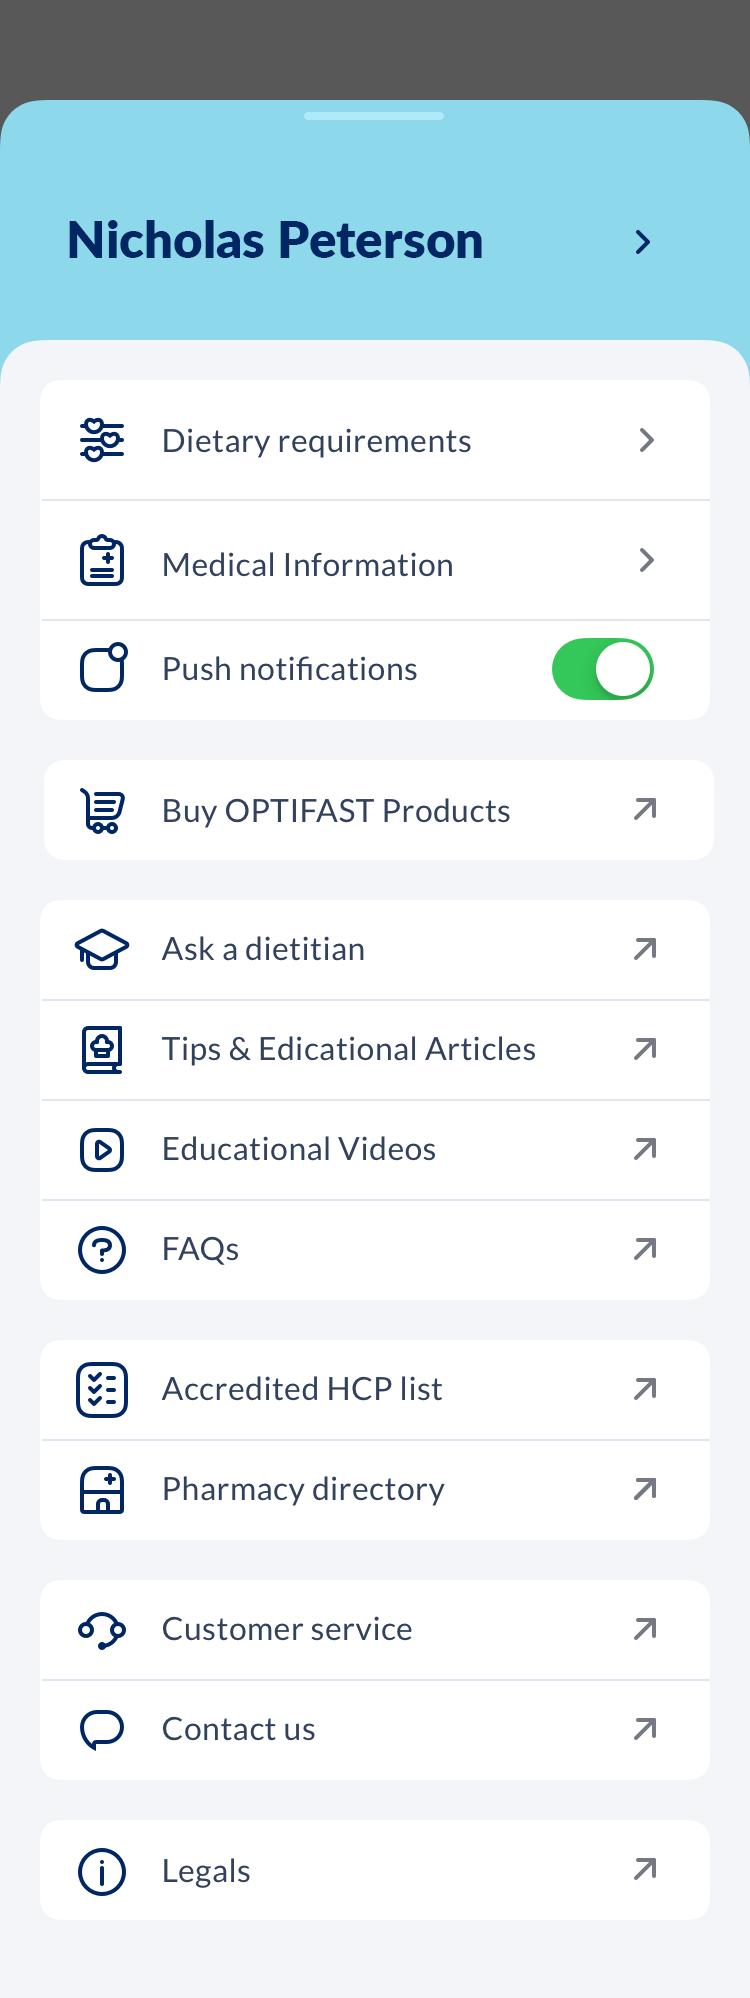 Nicholas Peterson
Dietary requirements
Medical Information
Push notifications
Buy OPTIFAST Products
Ask a dietitian
Tips & Edicational Articles
Educational Videos
FAQs
Accredited HCP list
Pharmacy directory
Customer service
Contact us
Legals